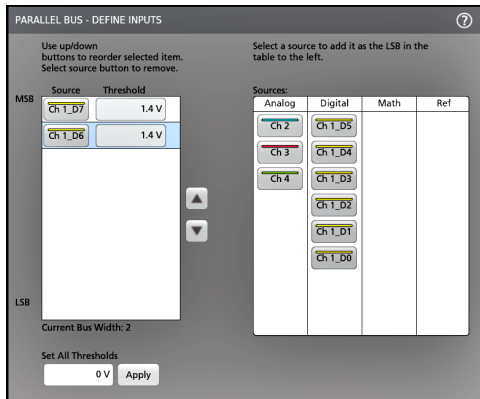 PARALLEL BUS - DEFINE INPUTS
?
Use up/down
buttons to reorder selected item.
Select source button to remove.
Source Threshold
MSB
Ch 1_D7 1.4 V
Ch 1_D6 1.4 V
LSB
Current Bus Width: 2
Set All Thresholds
0 V Apply
Select a source to add it as the LSB in the
table to the left.
Sources:
Analog Digital Math Ref
Ch 2 Ch 1_D5
Ch 3 Ch 1_D4
Ch 4 Ch 1_D3
Ch 1_D2
Ch 1_D1
Ch 1_D0